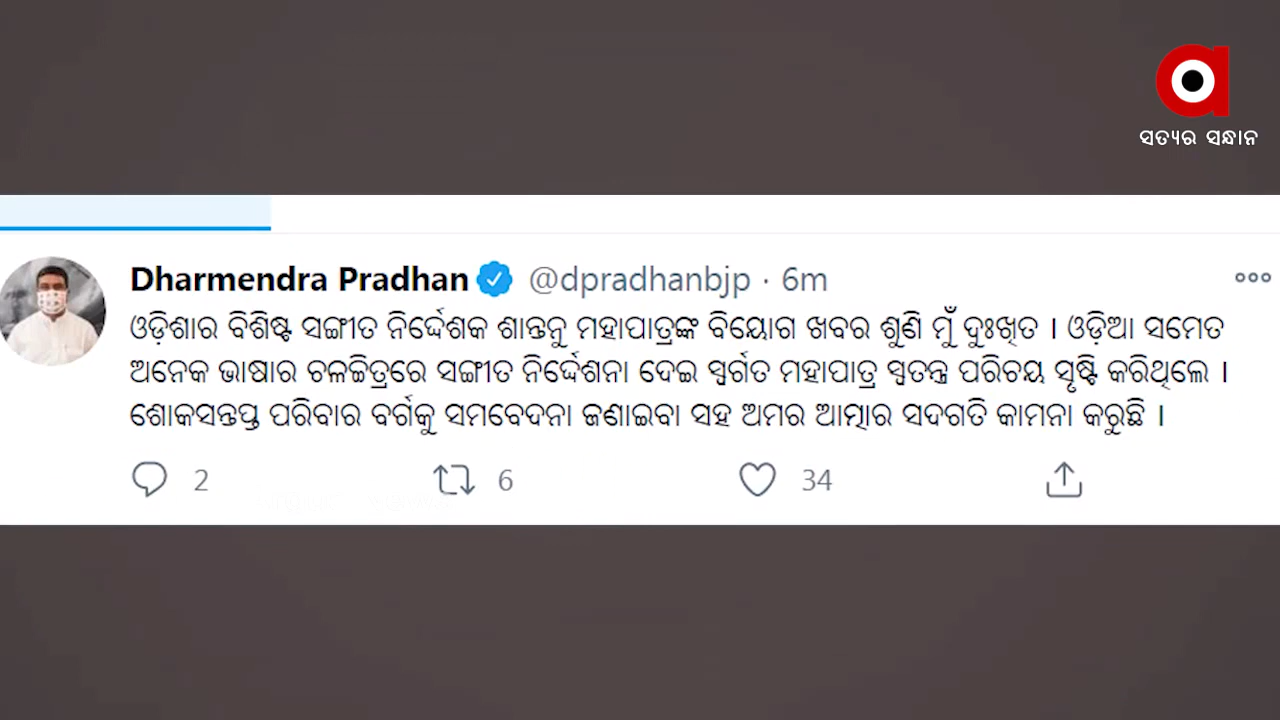 ସତ୍ୟର ସନ୍ଧାନ
Dharmendra Pradhan @dpradhanbjp · 6m
ଓଡ଼ିଶାର ବିଶିଷ୍ଟ ସଙ୍ଗୀତ ନିର୍ଦ୍ଦେଶକ ଶାନ୍ତନୁ ମହାପାତ୍ରଙ୍କ ବିୟୋଗ ଖବର ଶୁଣି ମୁଁ ଦୁଃଖିତ । ଓଡ଼ିଆ ସମେତ
ଅନେକ ଭାଷାର ଚଳଚ୍ଚିତ୍ରରେ ସଙ୍ଗୀତ ନିର୍ଦ୍ଦେଶନା ଦେଇ ସ୍ୱର୍ଗତ ମହାପାତ୍ର ସ୍ୱତନ୍ତ୍ର ପରିଚୟ ସୃଷ୍ଟି କରିଥିଲେ ।
ଶୋକସନ୍ତପ୍ତ ପରିବାର ବର୍ଗକୁ ସମବେଦନା ଜଣାଇବା ସହ ଅମର ଆତ୍ମାର ସଦଗତି କାମନା କରୁଛି ।
2 6 34